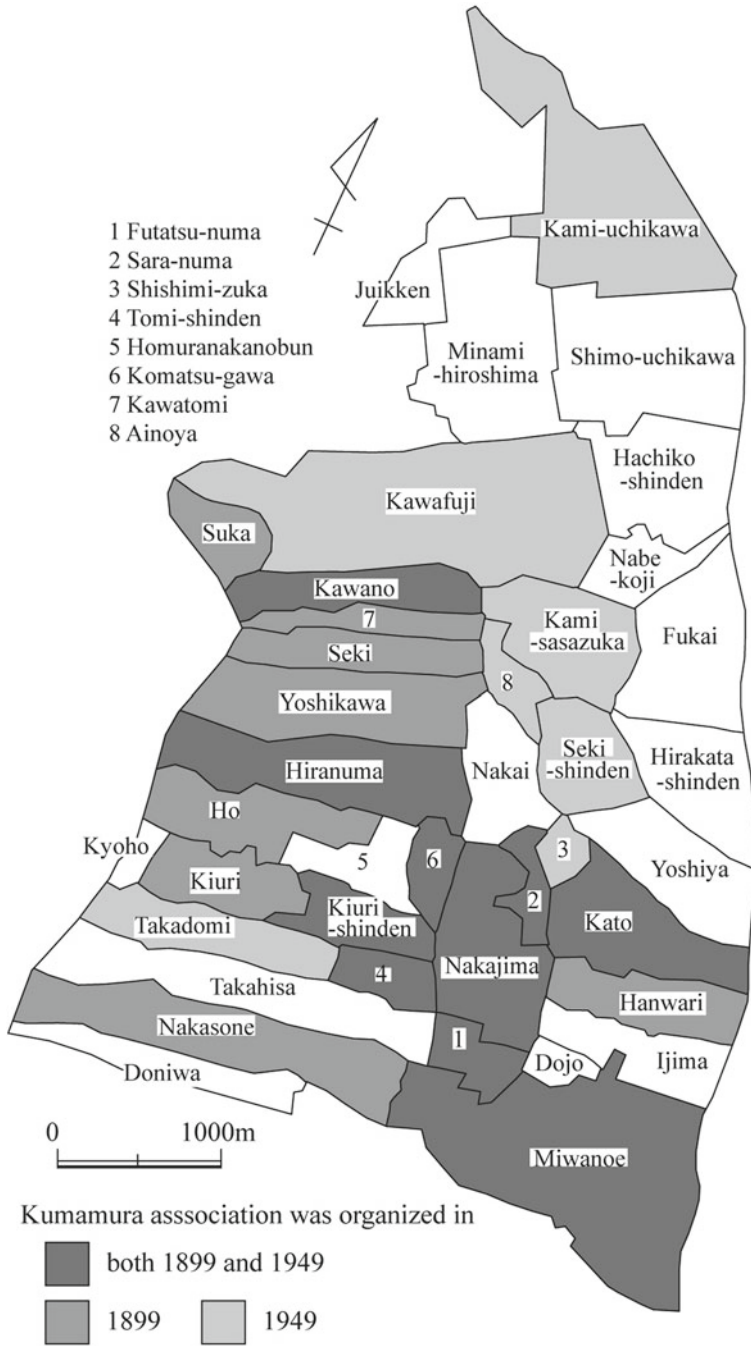 1 Futatsu-numa
2 Sara-numa
3 Shishimi-zuka
4 Tomi-shinden
5 Homuranakanobun
6 Komatsu-gawa
7 Kawatomi
8 Ainoya
Kami-uchikawa
Juikken
Minami
-hiroshima
Shimo-uchikawa
Hachiko
-shinden
Kawafuji
Suka
Nabe
-koji
Kawano
7
Kami
-sasazuka
Fukai
Seki
8
Yoshikawa
Seki
-shinden
Hirakata
-shinden
Nakai
Hiranuma
Ho
Kyoho
5
6
3
Yoshiya
Kiuri
2
Kiuri
-shinden
Kato
Takadomi
4
Nakajima
Takahisa
Hanwari
Nakasone
1
Dojo
Ijima
Doniwa
0 1000m
Miwanoe
Kumamura asssociation was organized in
both 1899 and 1949
1899 1949